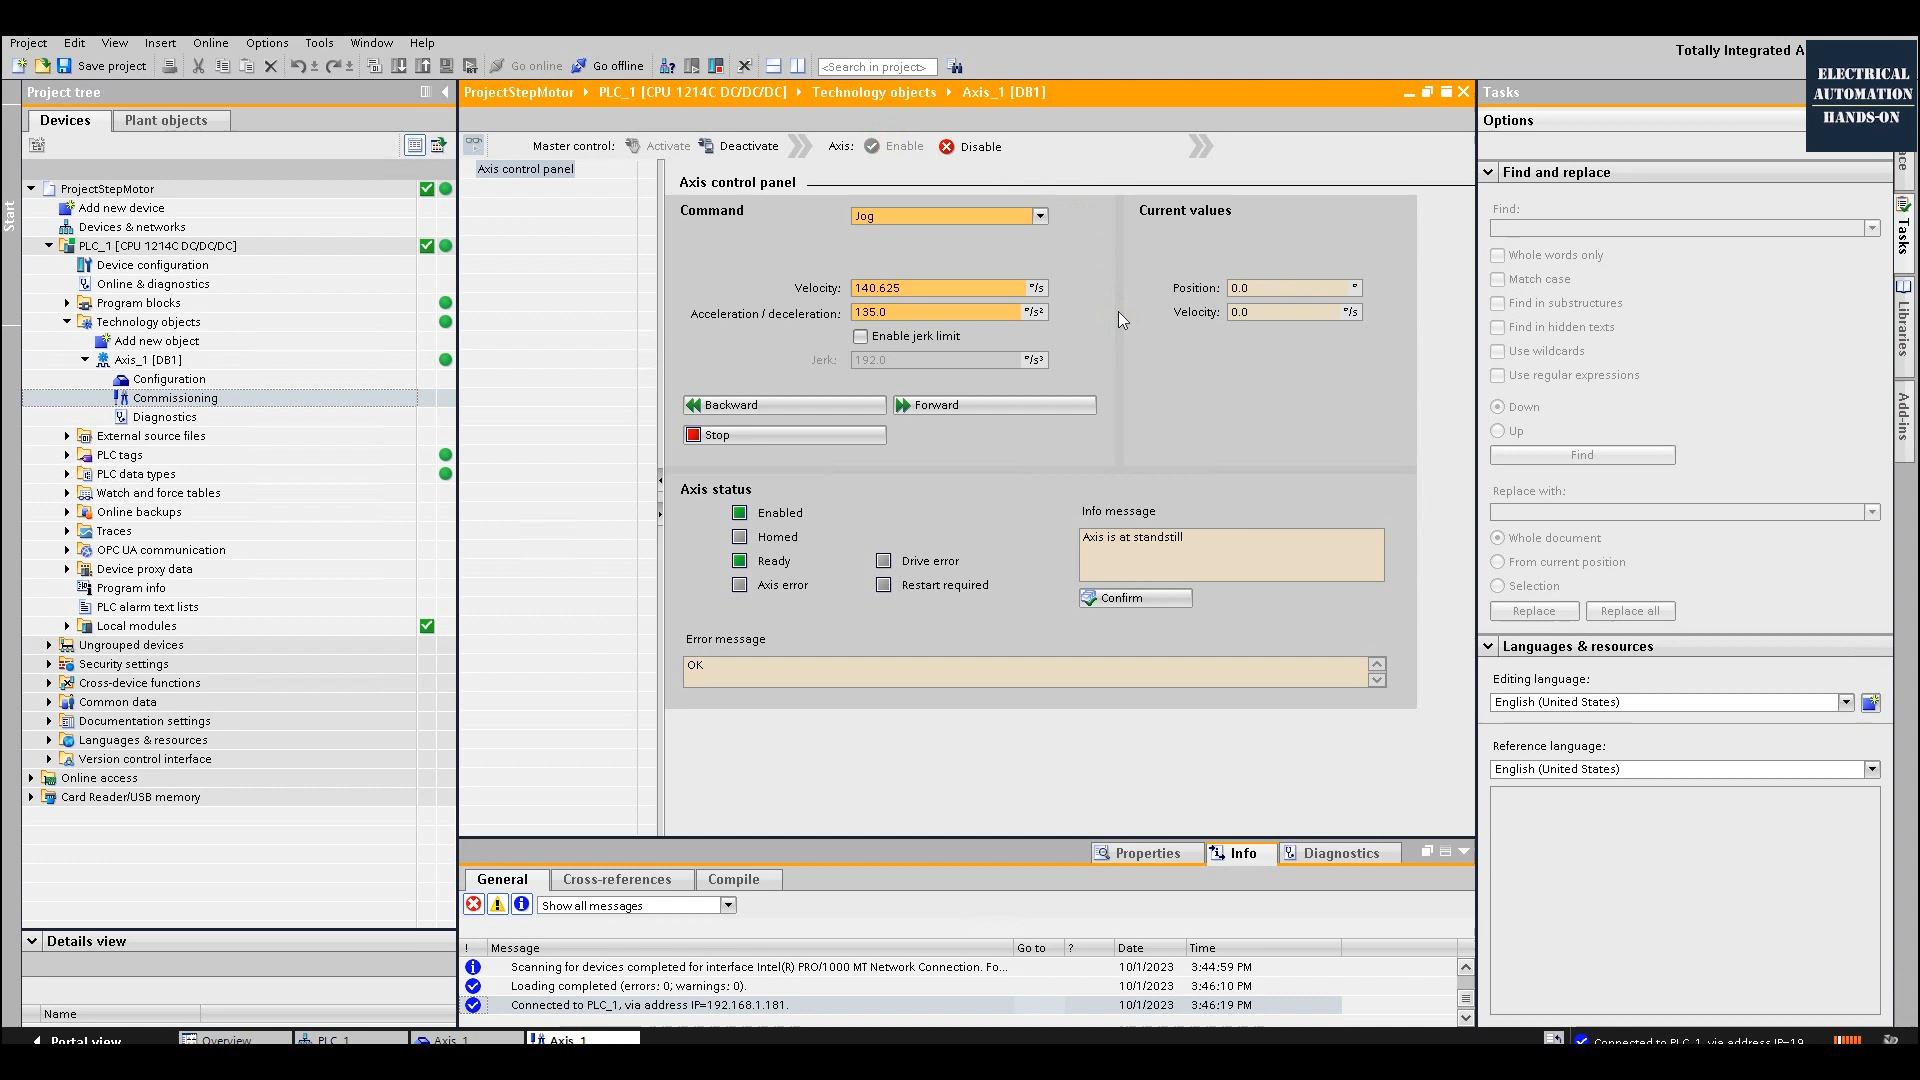 Project Edit View Insert Online Options Tools Window Help
Totally Integrated A
ELECTRICAL
AUTOMATION
HANDS-ON
Save project
Go online
Go offline
<Search in project>
Project tree
ProjectStepMotor PLC_1 [CPU 1214C DC/DC/DC] Technology objects Axis_1 [DB1]
Tasks
Devices
Plant objects
Options
Master control: Activate Deactivate Axis: Enable Disable
Axis control panel
Start
ProjectStepMotor
Add new device
Devices & networks
PLC_1 [CPU 1214C DC/DC/DC]
Device configuration
Online & diagnostics
Program blocks
Technology objects
Add new object
Axis_1 [DB1]
Configuration
Commissioning
Diagnostics
External source files
PLC tags
PLC data types
Watch and force tables
Online backups
Traces
OPC UA communication
Device proxy data
Program info
PLC alarm text lists
Local modules
Ungrouped devices
Security settings
Cross-device functions
Common data
Documentation settings
Languages & resources
Version control interface
Online access
Card Reader/USB memory
Details view
Name
Axis control panel
Command
Jog
Current values
Velocity: 140.625 °/s
Acceleration / deceleration: 135.0 °/s²
Enable jerk limit
Jerk: 192.0 °/s³
Position: 0.0 °
Velocity: 0.0 °/s
Backward
Forward
Stop
Axis status
Enabled
Homed
Ready
Drive error
Axis error
Restart required
Info message
Axis is at standstill
Confirm
Error message
OK
Properties
Info
Diagnostics
General
Cross-references
Compile
Show all messages
! Message Go to ? Date Time
Scanning for devices completed for interface Intel(R) PRO/1000 MT Network Connection. Fo... 10/1/2023 3:44:59 PM
Loading completed (errors: 0; warnings: 0). 10/1/2023 3:46:10 PM
Connected to PLC_1, via address IP=192.168.1.181. 10/1/2023 3:46:19 PM
Find and replace
Find:
Whole words only
Match case
Find in substructures
Find in hidden texts
Use wildcards
Use regular expressions
Down
Up
Find
Replace with:
Whole document
From current position
Selection
Replace
Replace all
Languages & resources
Editing language:
English (United States)
Reference language:
English (United States)
Tasks
Libraries
Add-ins
Portal view
Overview
PLC_1
Axis_1
Axis_1
Connected to PLC_1, via address IP=19